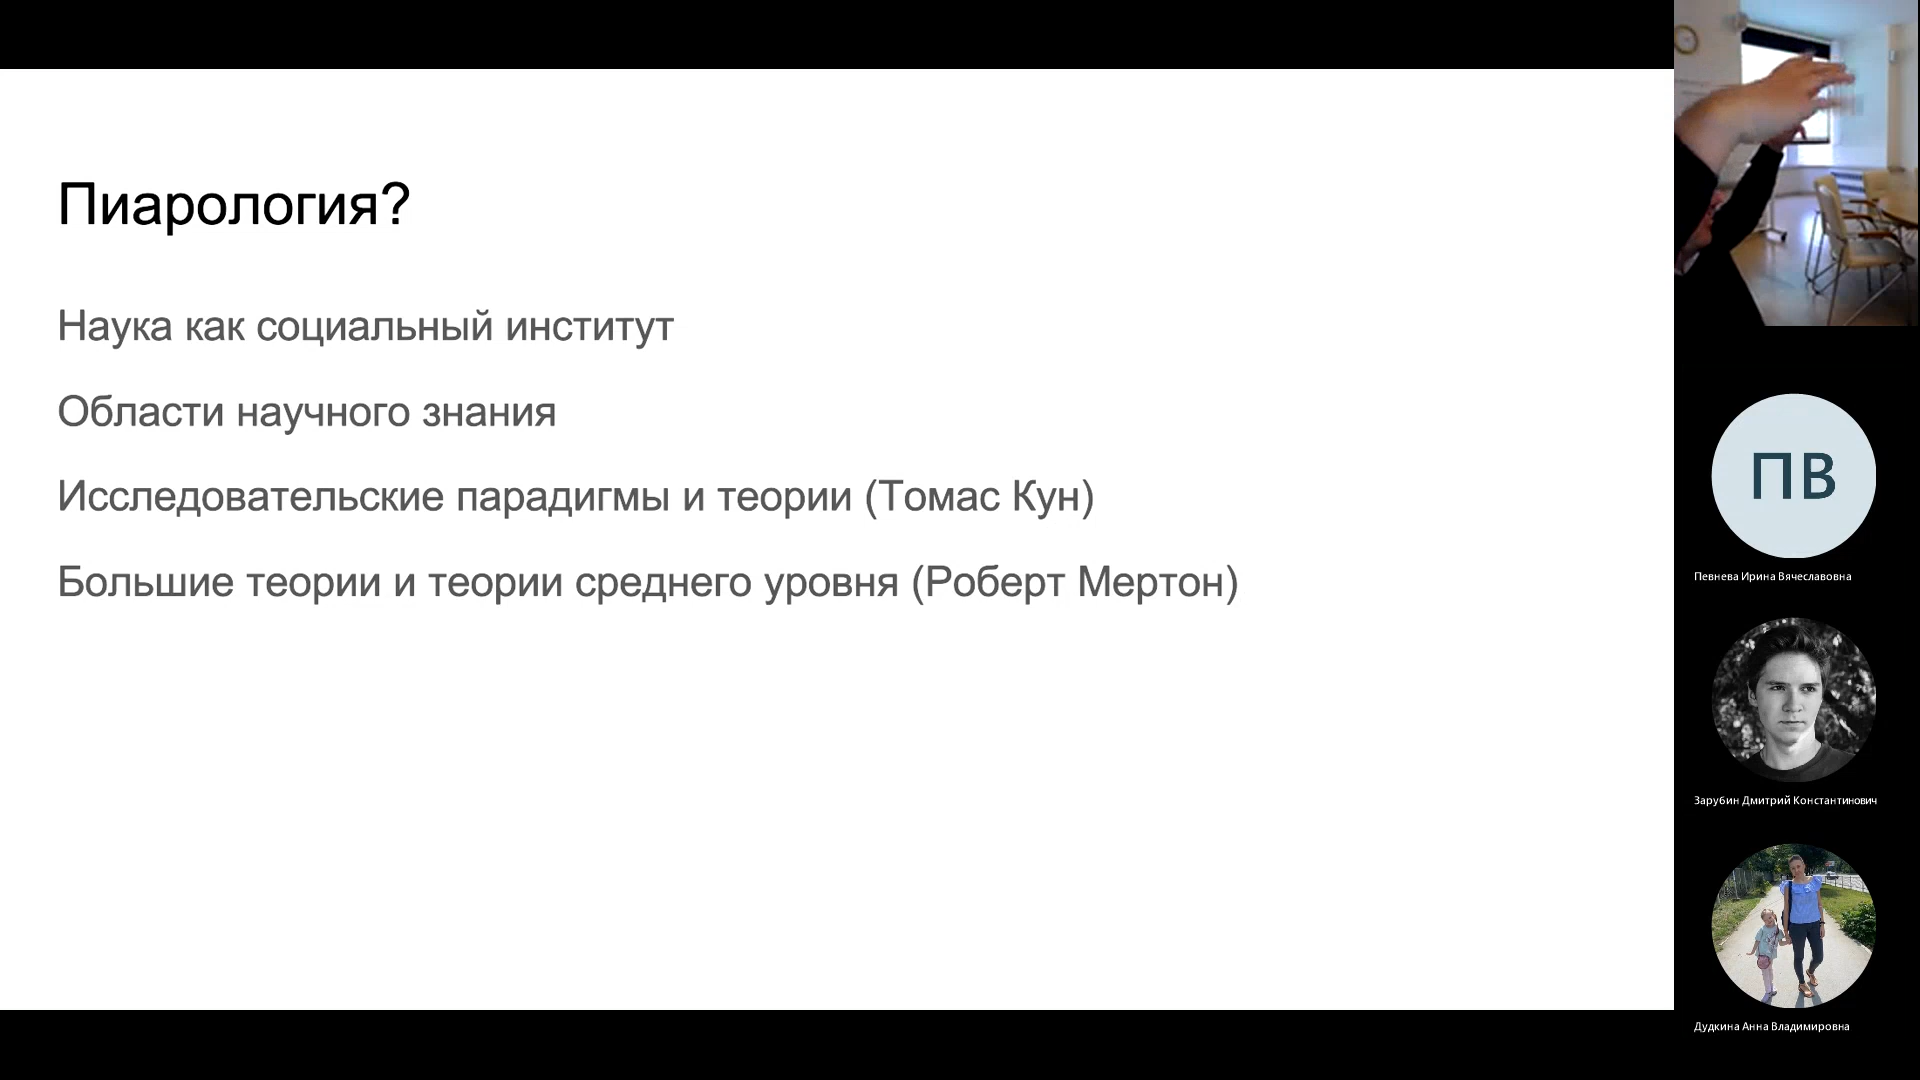 Пиарология?
Наука как социальный институт
Области научного знания
Исследовательские парадигмы и теории (Томас Кун)
Большие теории и теории среднего уровня (Роберт Мертон)
ПВ
Певнева Ирина Вячеславовна
Зарубин Дмитрий Константинович
Дудкина Анна Владимировна